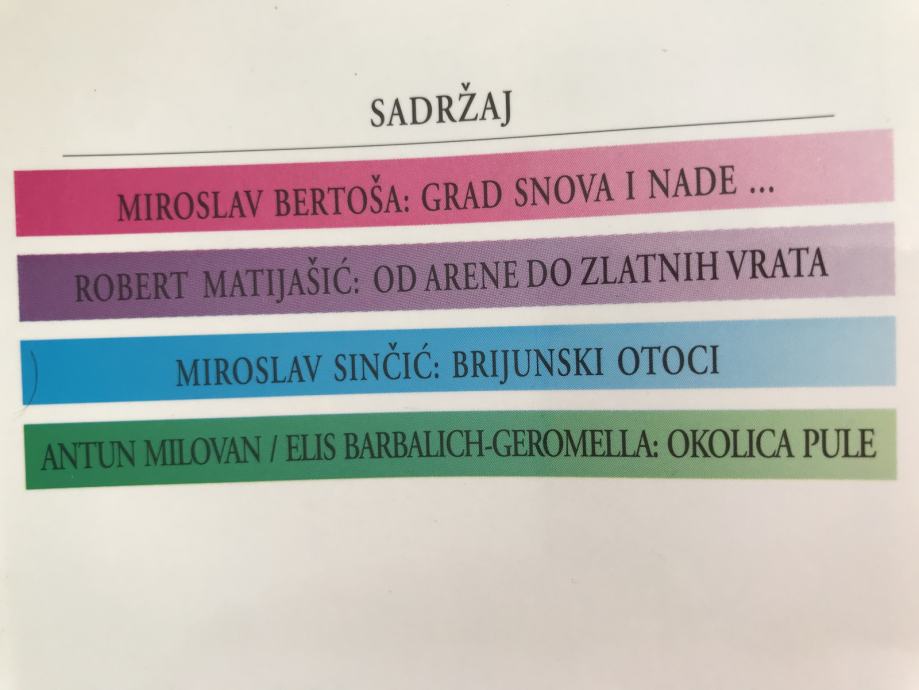 SADRŽAJ
MIROSLAV BERTOŠA: GRAD SNOVA I NADE ...
ROBERT MATIJAŠIĆ: OD ARENE DO ZLATNIH VRATA
MIROSLAV SINČIĆ: BRIJUNSKI OTOCI
ANTUN MILOVAN / ELIS BARBALICH-GEROMELLA: OKOLICA PULE